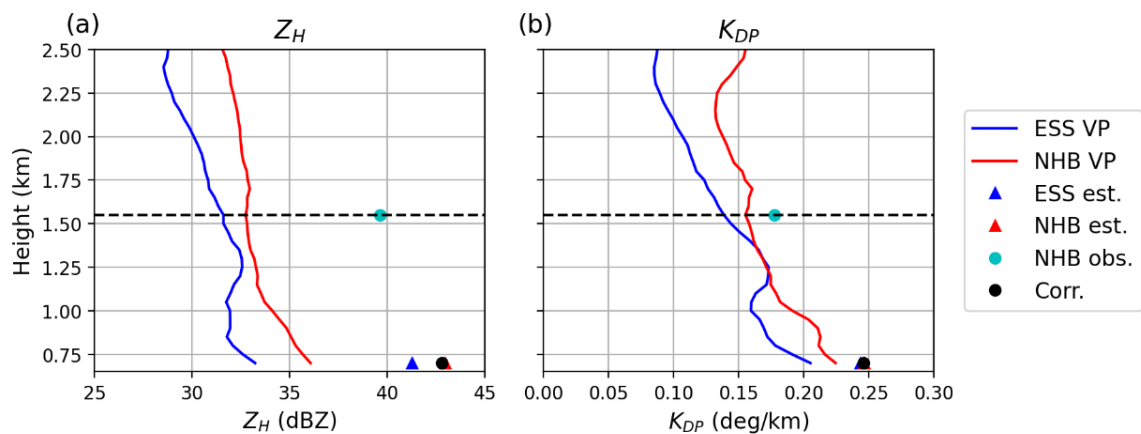 (a) Z_H (b) K_DP
2.50
2.25
2.00
1.75
1.50
1.25
1.00
0.75
Height (km)
25 30 35 40 45
Z_H (dBZ)
0.00 0.05 0.10 0.15 0.20 0.25 0.30
K_DP (deg/km)
ESS VP
NHB VP
ESS est.
NHB est.
NHB obs.
Corr.